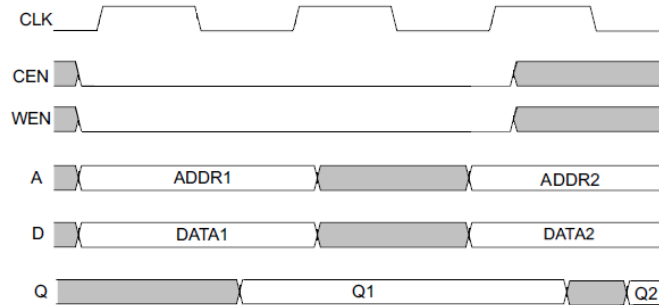 CLK
CEN
WEN
A ADDR1 ADDR2
D DATA1 DATA2
Q Q1 Q2